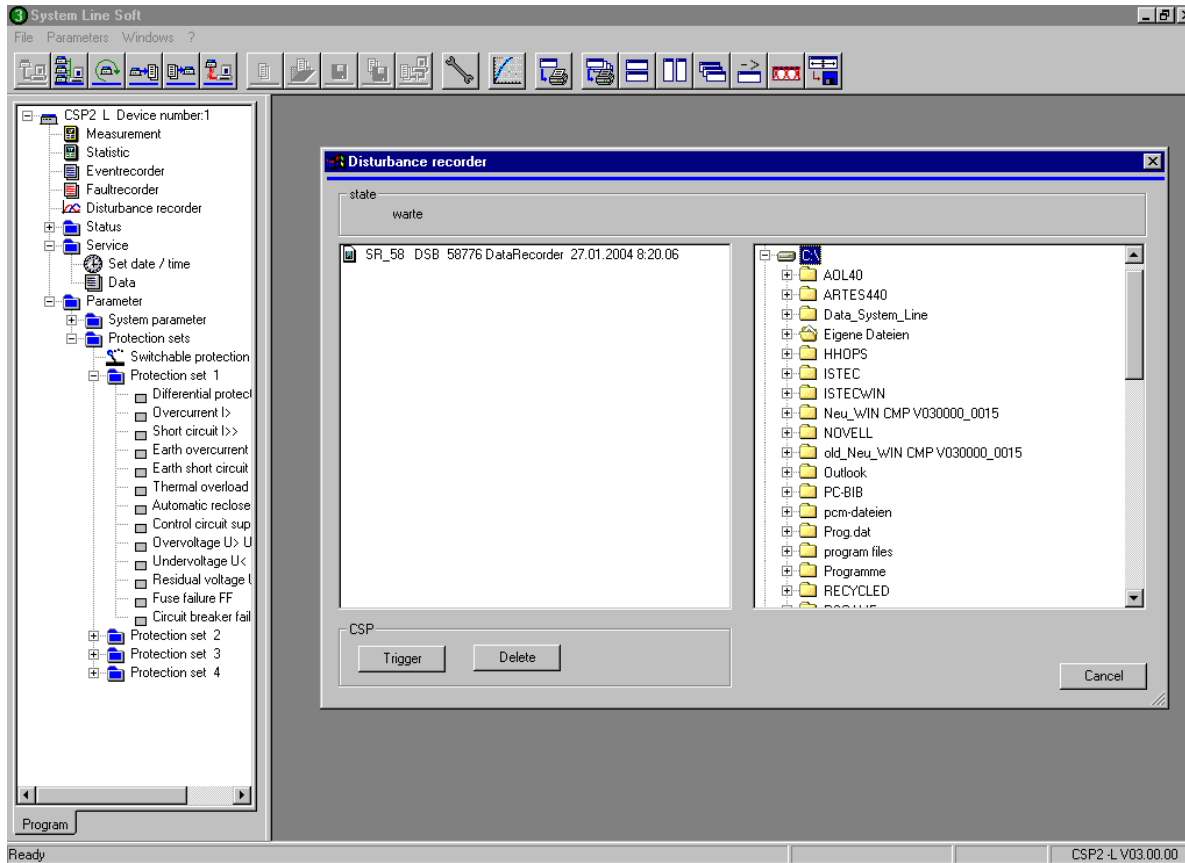 System Line Soft
File Parameters Windows ?
CSP2 L Device number:1
Measurement
Statistic
Eventrecorder
Faultrecorder
Disturbance recorder
Status
Service
Set date / time
Data
Parameter
System parameter
Protection sets
Switchable protection
Protection set 1
Differential protect
Overcurrent I>
Short circuit I>>
Earth overcurrent
Earth short circuit
Thermal overload
Automatic reclose
Control circuit sup
Overvoltage U> U
Undervoltage U<
Residual voltage U
Fuse failure FF
Circuit breaker fail
Protection set 2
Protection set 3
Protection set 4
Program
Disturbance recorder
state
warte
SR_58 DSB 58776 DataRecorder 27.01.2004 8:20.06
C:\
AOL40
ARTES440
Data_System_Line
Eigene Dateien
HHOPS
ISTEC
ISTECWIN
Neu_WIN CMP V030000_0015
NOVELL
old_Neu_WIN CMP V030000_0015
Outlook
PC-BIB
pcm-dateien
Prog.dat
program files
Programme
RECYCLED
CSP
Trigger
Delete
Cancel
Ready
CSP2 -L V03.00.00